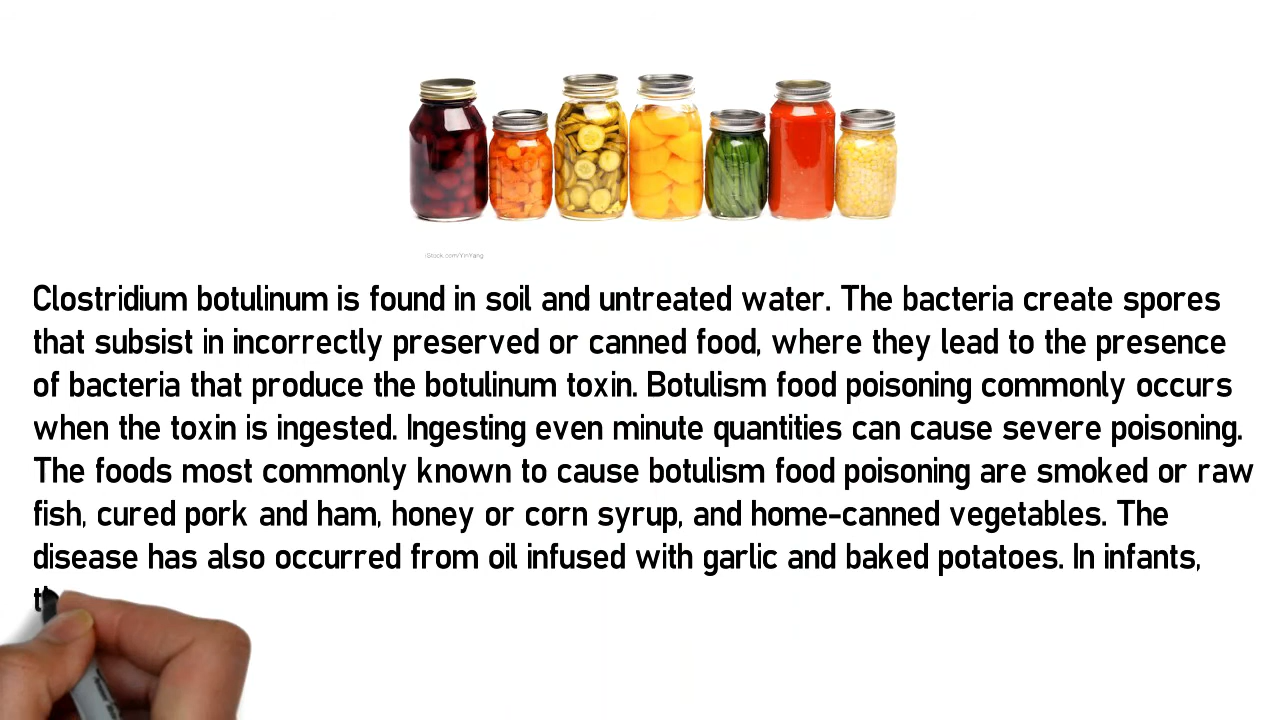 iStock.com/YinYang
Clostridium botulinum is found in soil and untreated water. The bacteria create spores
that subsist in incorrectly preserved or canned food, where they lead to the presence
of bacteria that produce the botulinum toxin. Botulism food poisoning commonly occurs
when the toxin is ingested. Ingesting even minute quantities can cause severe poisoning.
The foods most commonly known to cause botulism food poisoning are smoked or raw
fish, cured pork and ham, honey or corn syrup, and home-canned vegetables. The
disease has also occurred from oil infused with garlic and baked potatoes. In infants,